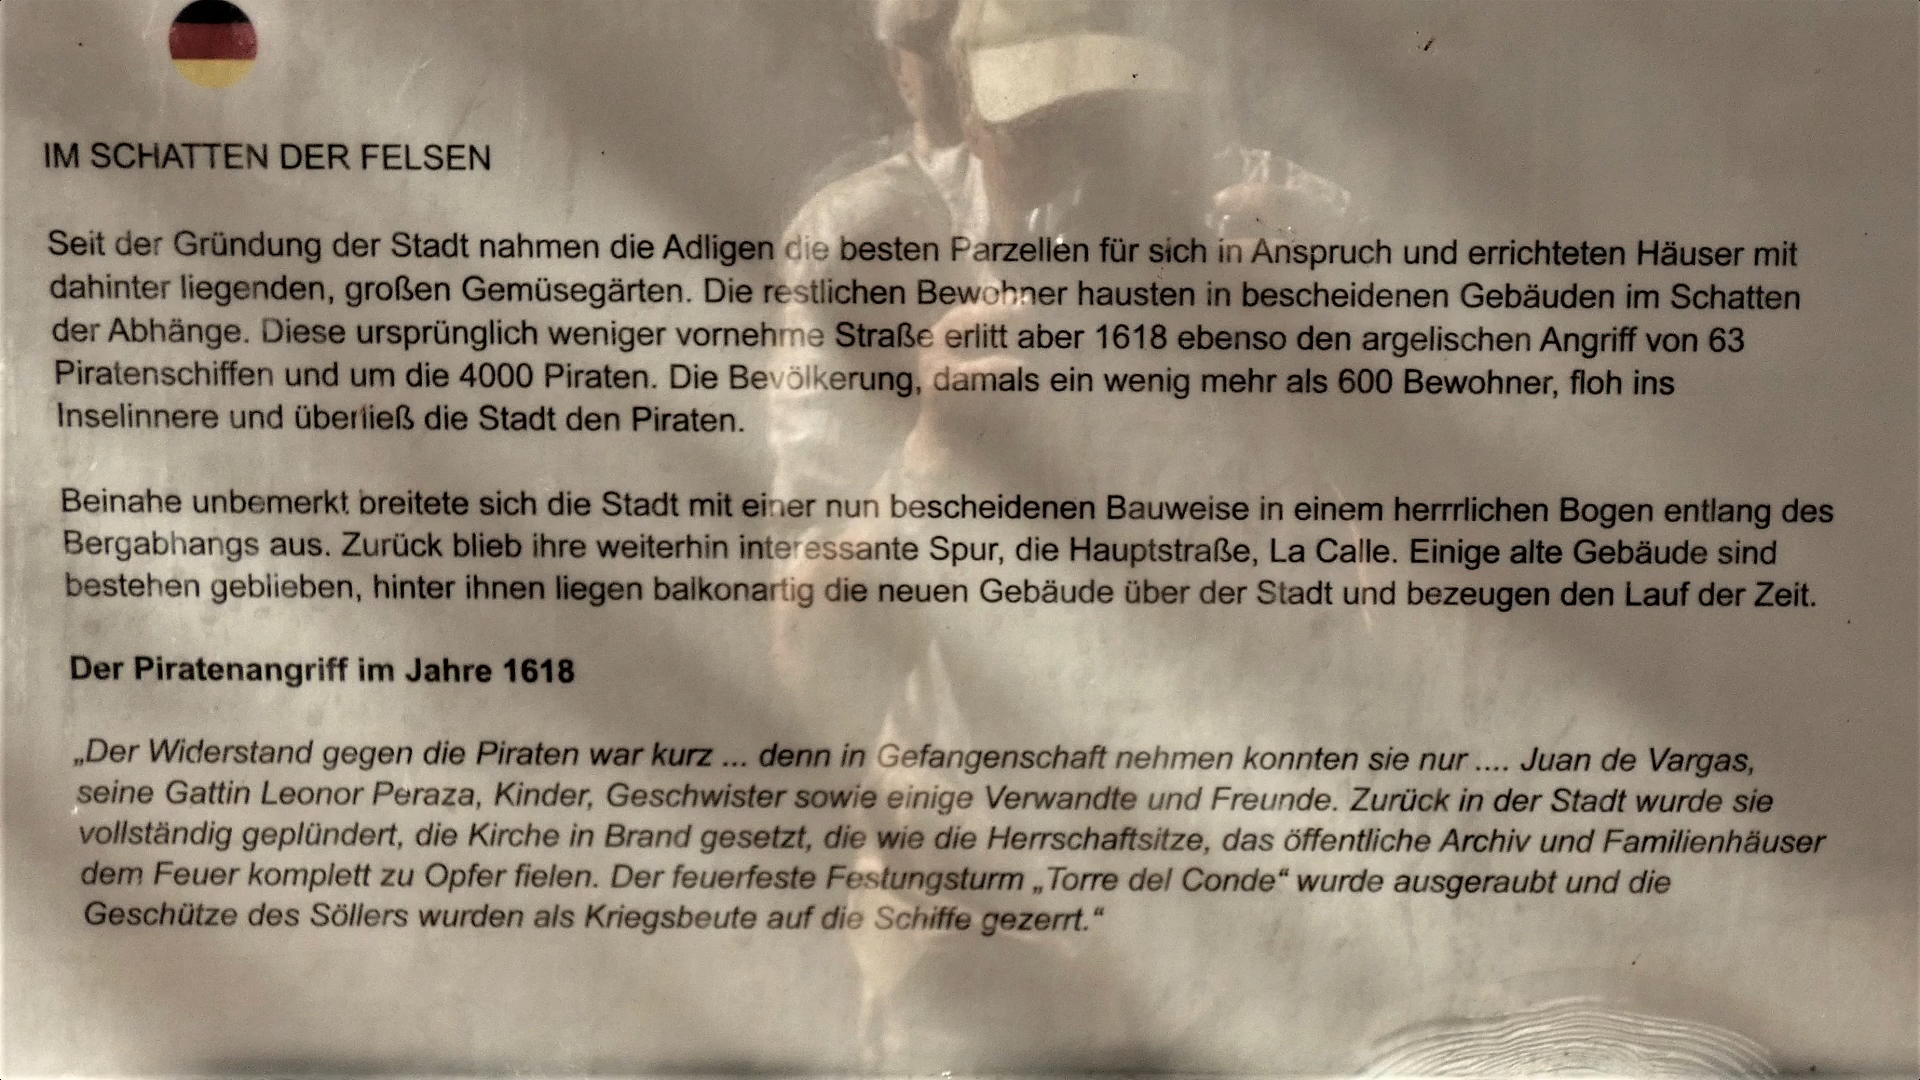 IM SCHATTEN DER FELSEN
Seit der Gründung der Stadt nahmen die Adligen die besten Parzellen für sich in Anspruch und errichteten Häuser mit
dahinter liegenden, großen Gemüsegärten. Die restlichen Bewohner hausten in bescheidenen Gebäuden im Schatten
der Abhänge. Diese ursprünglich weniger vornehme Straße erlitt aber 1618 ebenso den argelischen Angriff von 63
Piratenschiffen und um die 4000 Piraten. Die Bevölkerung, damals ein wenig mehr als 600 Bewohner, floh ins
Inselinnere und überließ die Stadt den Piraten.
Beinahe unbemerkt breitete sich die Stadt mit einer nun bescheidenen Bauweise in einem herrrlichen Bogen entlang des
Bergabhangs aus. Zurück blieb ihre weiterhin interessante Spur, die Hauptstraße, La Calle. Einige alte Gebäude sind
bestehen geblieben, hinter ihnen liegen balkonartig die neuen Gebäude über der Stadt und bezeugen den Lauf der Zeit.
Der Piratenangriff im Jahre 1618
„Der Widerstand gegen die Piraten war kurz ... denn in Gefangenschaft nehmen konnten sie nur .... Juan de Vargas,
seine Gattin Leonor Peraza, Kinder, Geschwister sowie einige Verwandte und Freunde. Zurück in der Stadt wurde sie
vollständig geplündert, die Kirche in Brand gesetzt, die wie die Herrschaftsitze, das öffentliche Archiv und Familienhäuser
dem Feuer komplett zu Opfer fielen. Der feuerfeste Festungsturm „Torre del Conde“ wurde ausgeraubt und die
Geschütze des Söllers wurden als Kriegsbeute auf die Schiffe gezerrt.“